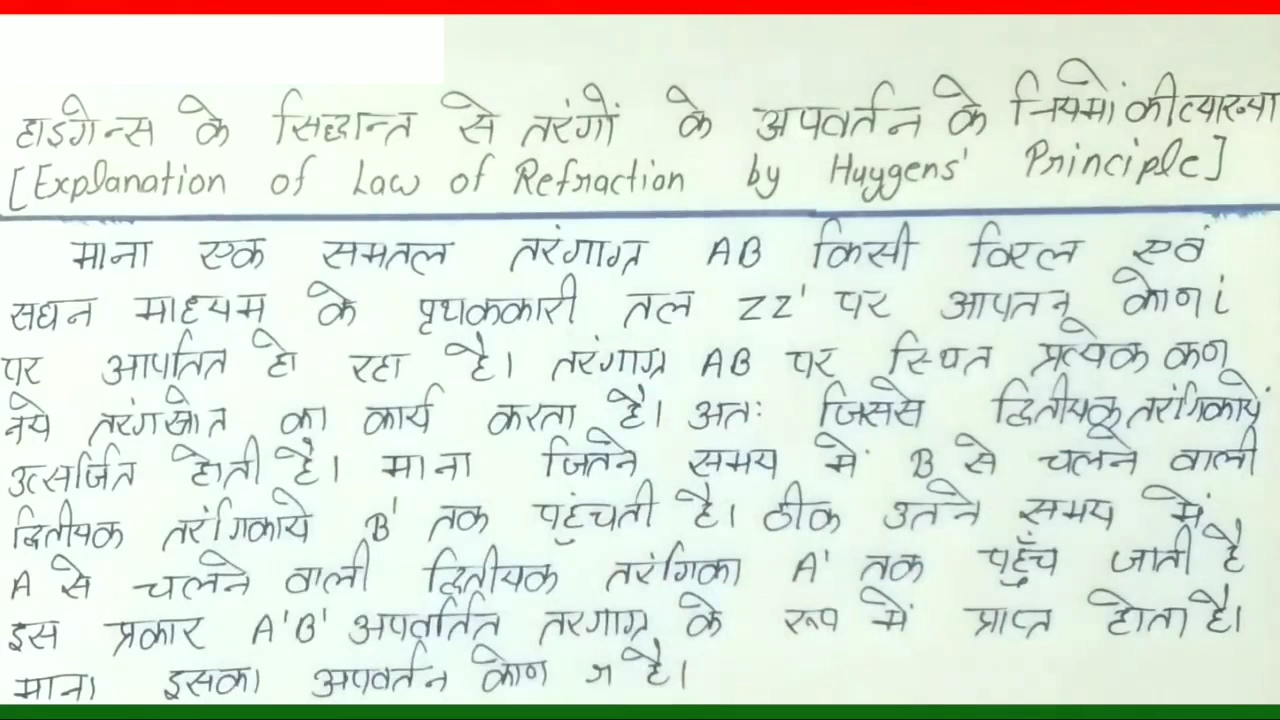 हाइगेन्स के सिद्धान्त से तरंगों के अपवर्तन के नियमों की व्याख्या
[Explanation of Law of Refraction by Huygens' Principle]
माना एक समतल तरंगाग्र AB किसी विरल एवं
सघन माध्यम के पृथककारी तल ZZ' पर आपतन कोण i
पर आपतित हो रहा है। तरंगाग्र AB पर स्थित प्रत्येक कण
नये तरंगस्रोत का कार्य करता है। अतः जिससे द्वितीयक तरंगिकायें
उत्सर्जित होती है। माना जितने समय में B से चलने वाली
द्वितीयक तरंगिकाये B' तक पहुंचती है। ठीक उतने समय में
A से चलने वाली द्वितीयक तरंगिका A' तक पहुँच जाती है
इस प्रकार A'B' अपवर्तित तरगाग्र के रूप में प्राप्त होता है।
माना इसका अपवर्तन कोण r है।